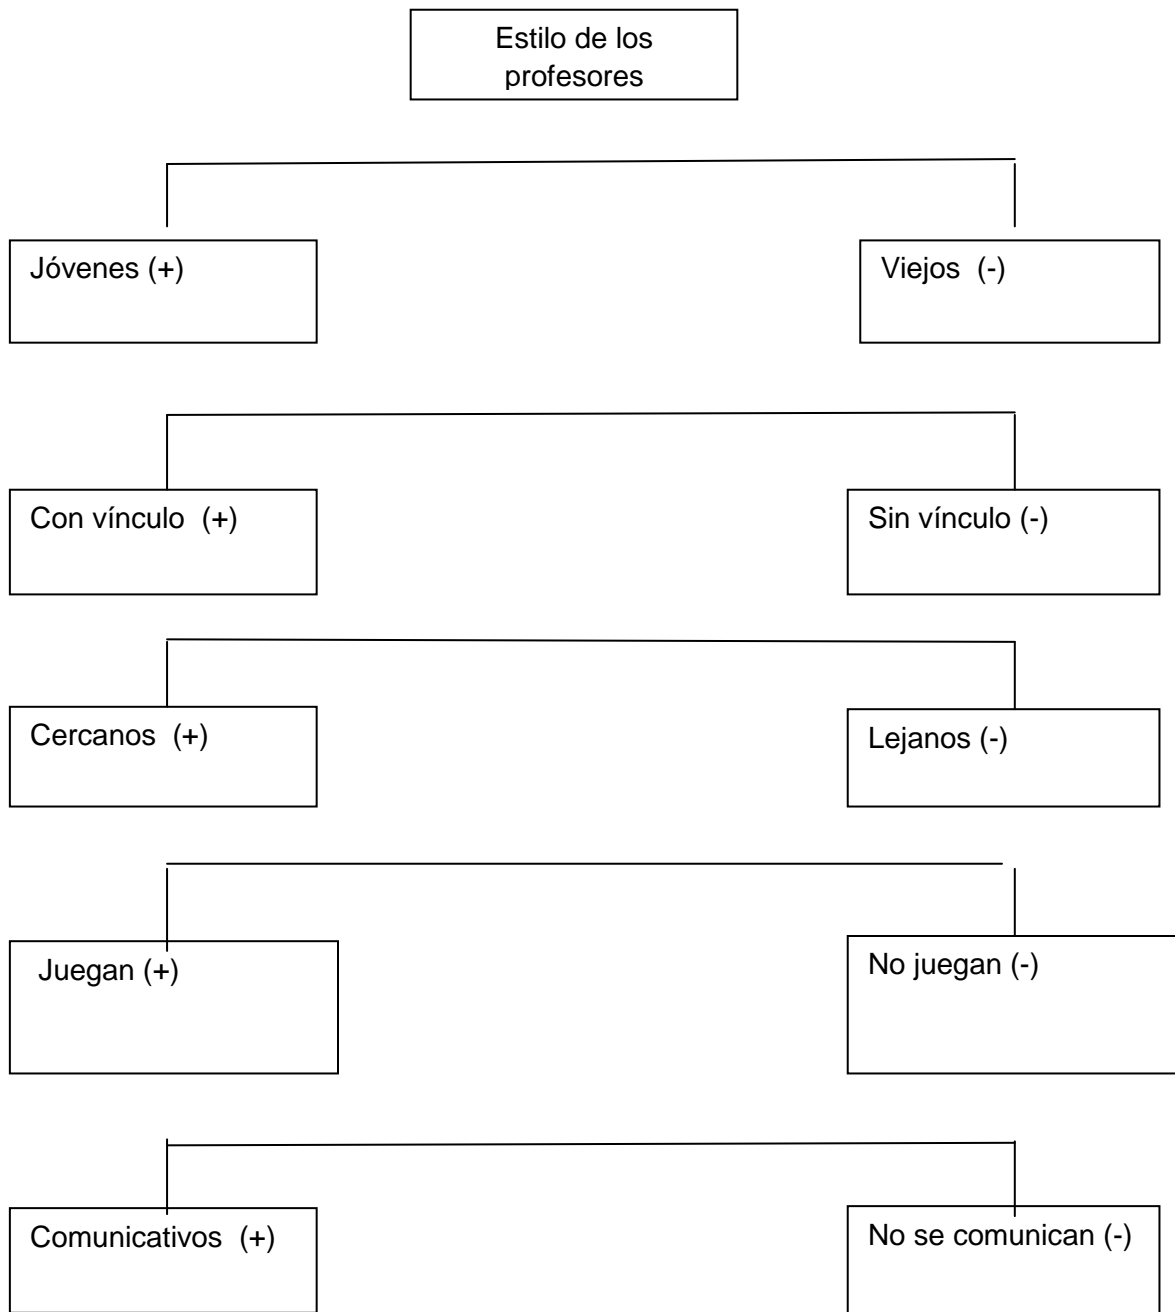 Estilo de los
profesores
Jóvenes (+)
Viejos (-)
Con vínculo (+)
Sin vínculo (-)
Cercanos (+)
Lejanos (-)
Juegan (+)
No juegan (-)
Comunicativos (+)
No se comunican (-)